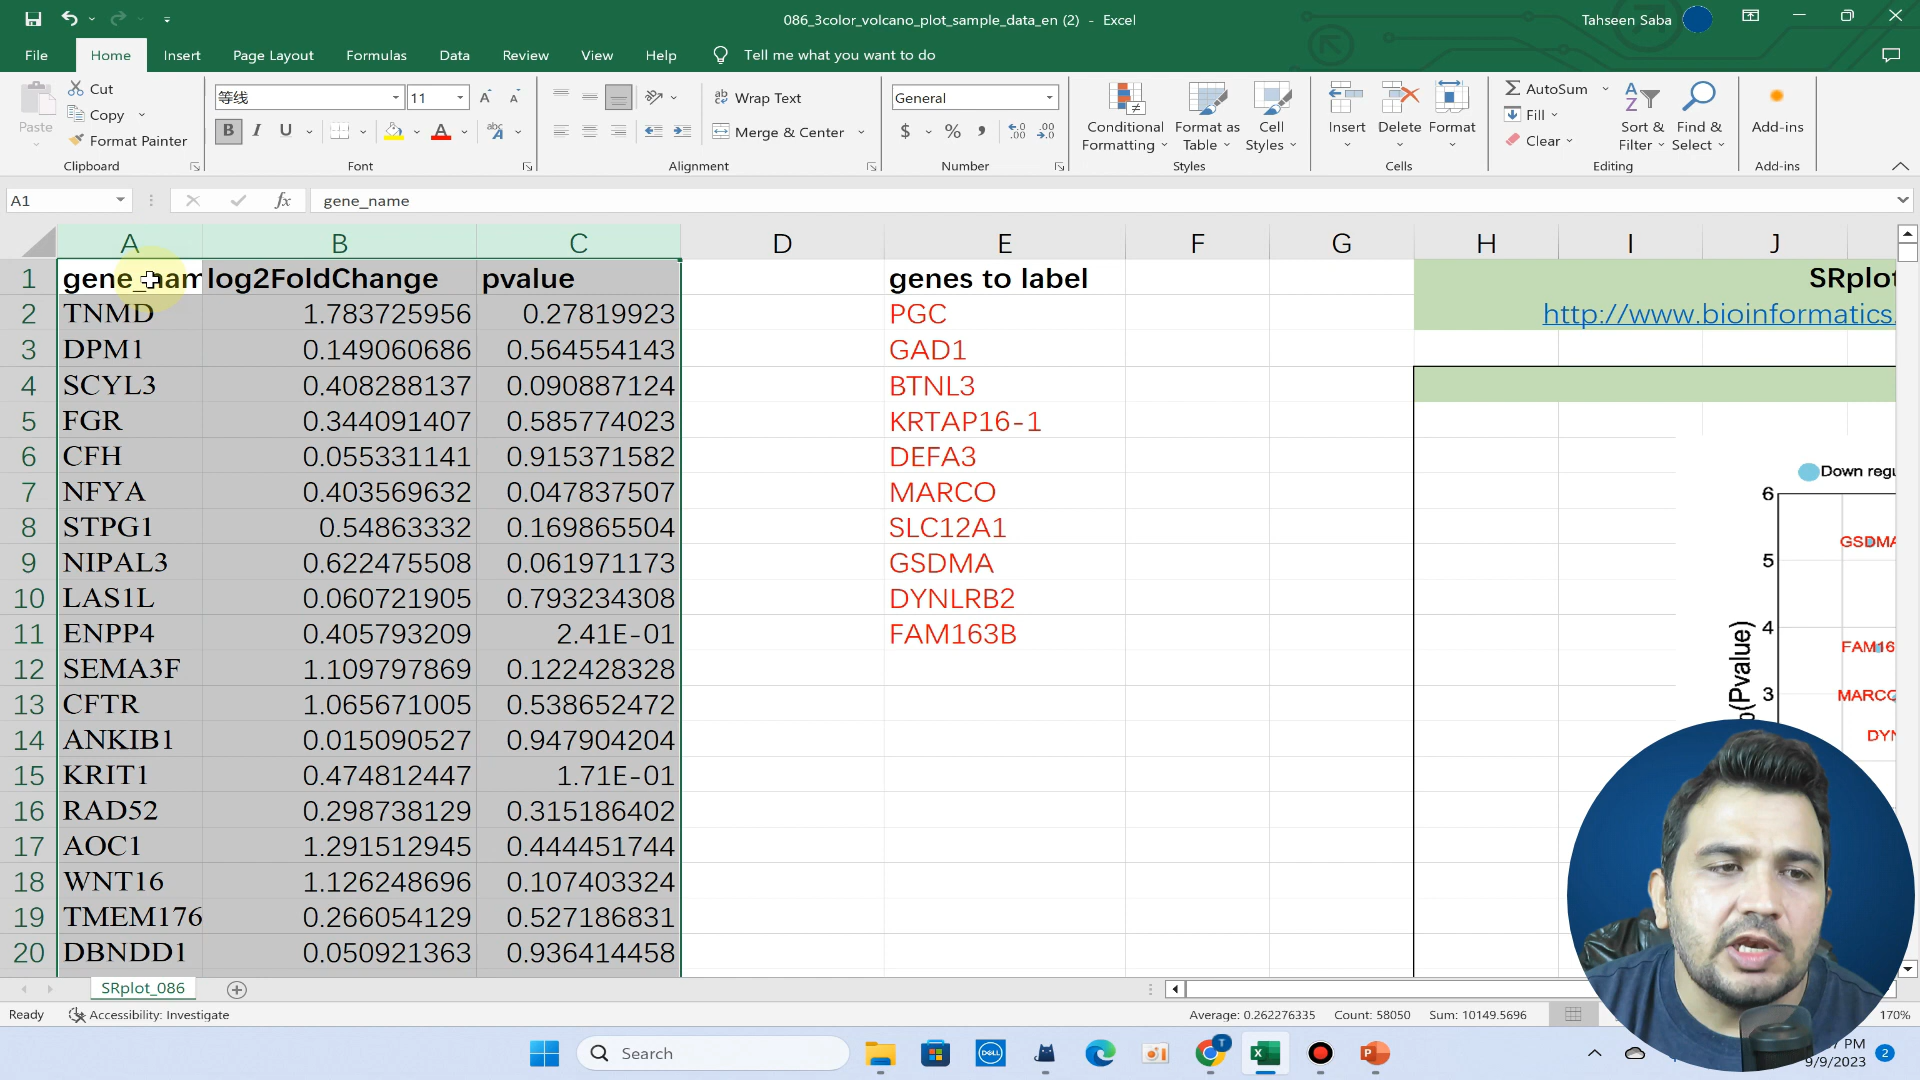 086_3color_volcano_plot_sample_data_en (2) - Excel
Tahseen Saba
File Home Insert Page Layout Formulas Data Review View Help Tell me what you want to do
Cut
Copy
Format Painter
Paste
Clipboard
等线 11
B I U
Font
Wrap Text
Merge & Center
Alignment
General
$ %
Number
Conditional Formatting
Format as Table
Cell Styles
Styles
Insert Delete Format
Cells
AutoSum
Fill
Clear
Sort & Filter
Find & Select
Editing
Add-ins
Add-ins
A1 fx gene_name
A B C D E F G H I J
1 gene_nam log2FoldChange pvalue genes to label SRplot
2 TNMD 1.783725956 0.27819923 PGC http://www.bioinformatics.
3 DPM1 0.149060686 0.564554143 GAD1
4 SCYL3 0.408288137 0.090887124 BTNL3
5 FGR 0.344091407 0.585774023 KRTAP16-1
6 CFH 0.055331141 0.915371582 DEFA3
7 NFYA 0.403569632 0.047837507 MARCO
8 STPG1 0.54863332 0.169865504 SLC12A1
9 NIPAL3 0.622475508 0.061971173 GSDMA
10 LAS1L 0.060721905 0.793234308 DYNLRB2
11 ENPP4 0.405793209 2.41E-01 FAM163B
12 SEMA3F 1.109797869 0.122428328
13 CFTR 1.065671005 0.538652472
14 ANKIB1 0.015090527 0.947904204
15 KRIT1 0.474812447 1.71E-01
16 RAD52 0.298738129 0.315186402
17 AOC1 1.291512945 0.444451744
18 WNT16 1.126248696 0.107403324
19 TMEM176 0.266054129 0.527186831
20 DBNDD1 0.050921363 0.936414458
Down regu
6
5
4
3
(Pvalue)
GSDMA
FAM16
MARCO
DYN
SRplot_086
Ready Accessibility: Investigate
Average: 0.262276335 Count: 58050 Sum: 10149.5696
170%
Search
DELL
T
PM
9/9/2023
2